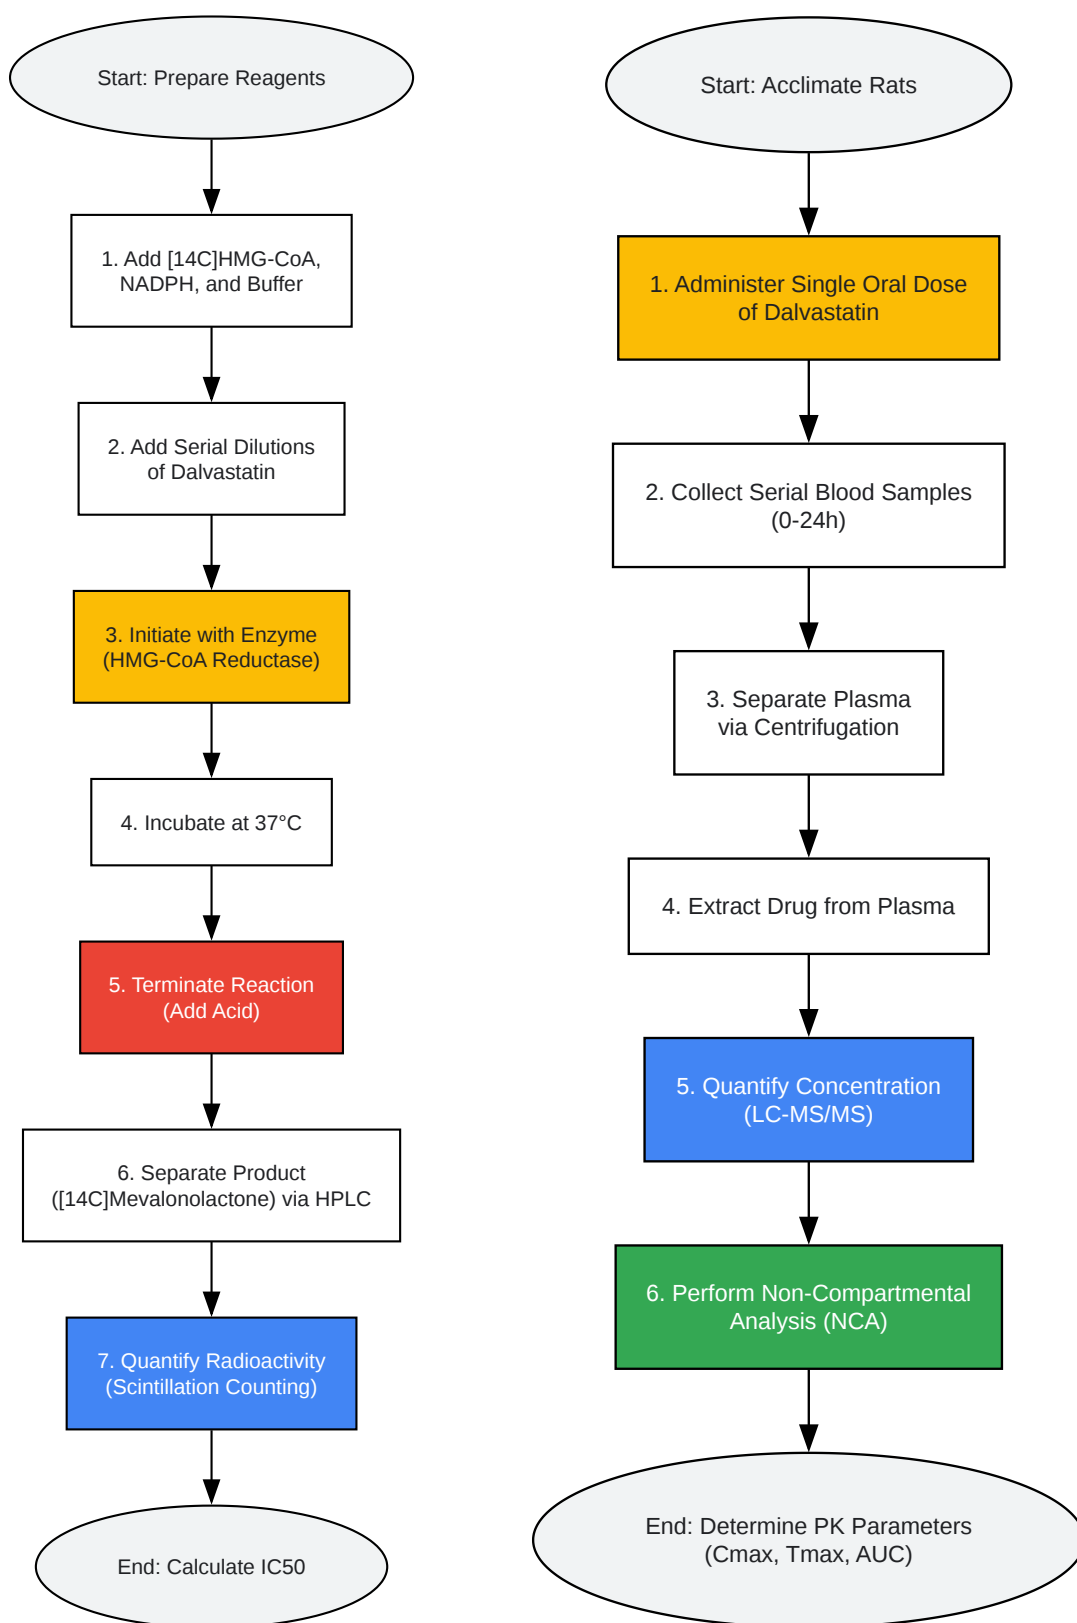 Start: Prepare Reagents
1. Add [14C]HMG-CoA,
NADPH, and Buffer
2. Add Serial Dilutions
of Dalvastatin
3. Initiate with Enzyme
(HMG-CoA Reductase)
4. Incubate at 37°C
5. Terminate Reaction
(Add Acid)
6. Separate Product
([14C]Mevalonolactone) via HPLC
7. Quantify Radioactivity
(Scintillation Counting)
End: Calculate IC50
Start: Acclimate Rats
1. Administer Single Oral Dose
of Dalvastatin
2. Collect Serial Blood Samples
(0-24h)
3. Separate Plasma
via Centrifugation
4. Extract Drug from Plasma
5. Quantify Concentration
(LC-MS/MS)
6. Perform Non-Compartmental
Analysis (NCA)
End: Determine PK Parameters
(Cmax, Tmax, AUC)